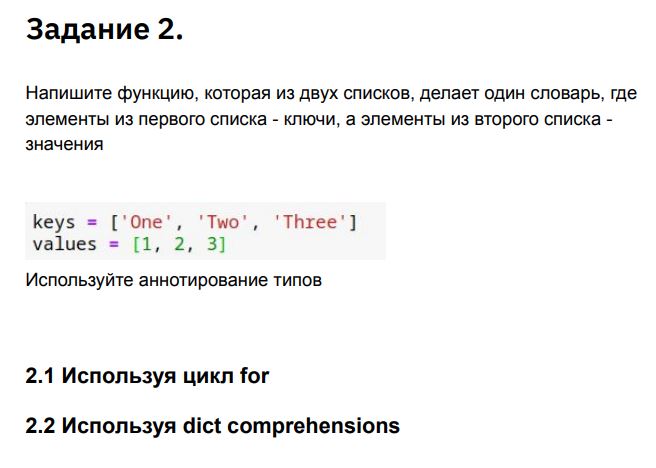 Задание 2.
Напишите функцию, которая из двух списков, делает один словарь, где
элементы из первого списка - ключи, а элементы из второго списка -
значения
keys = ['One', 'Two', 'Three']
values = [1, 2, 3]
Используйте аннотирование типов
2.1 Используя цикл for
2.2 Используя dict comprehensions